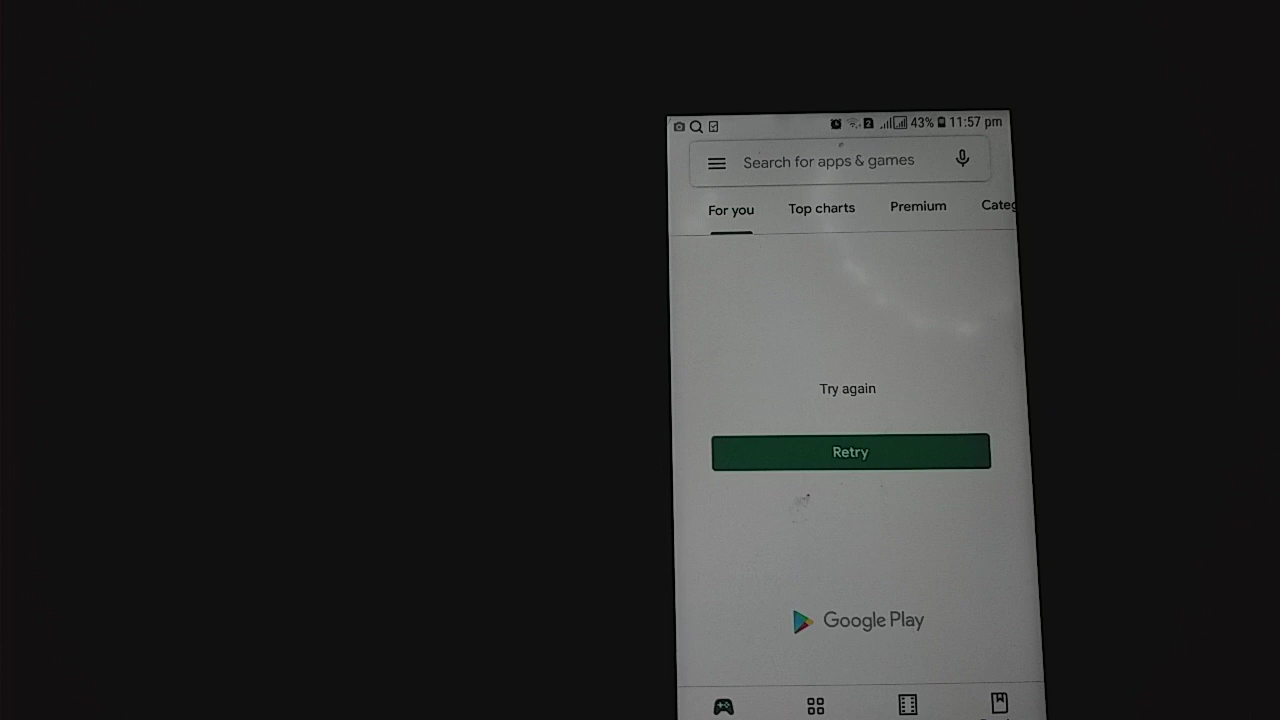 2 43% 11:57 pm
Search for apps & games
For you Top charts Premium Categ
Try again
Retry
Google Play